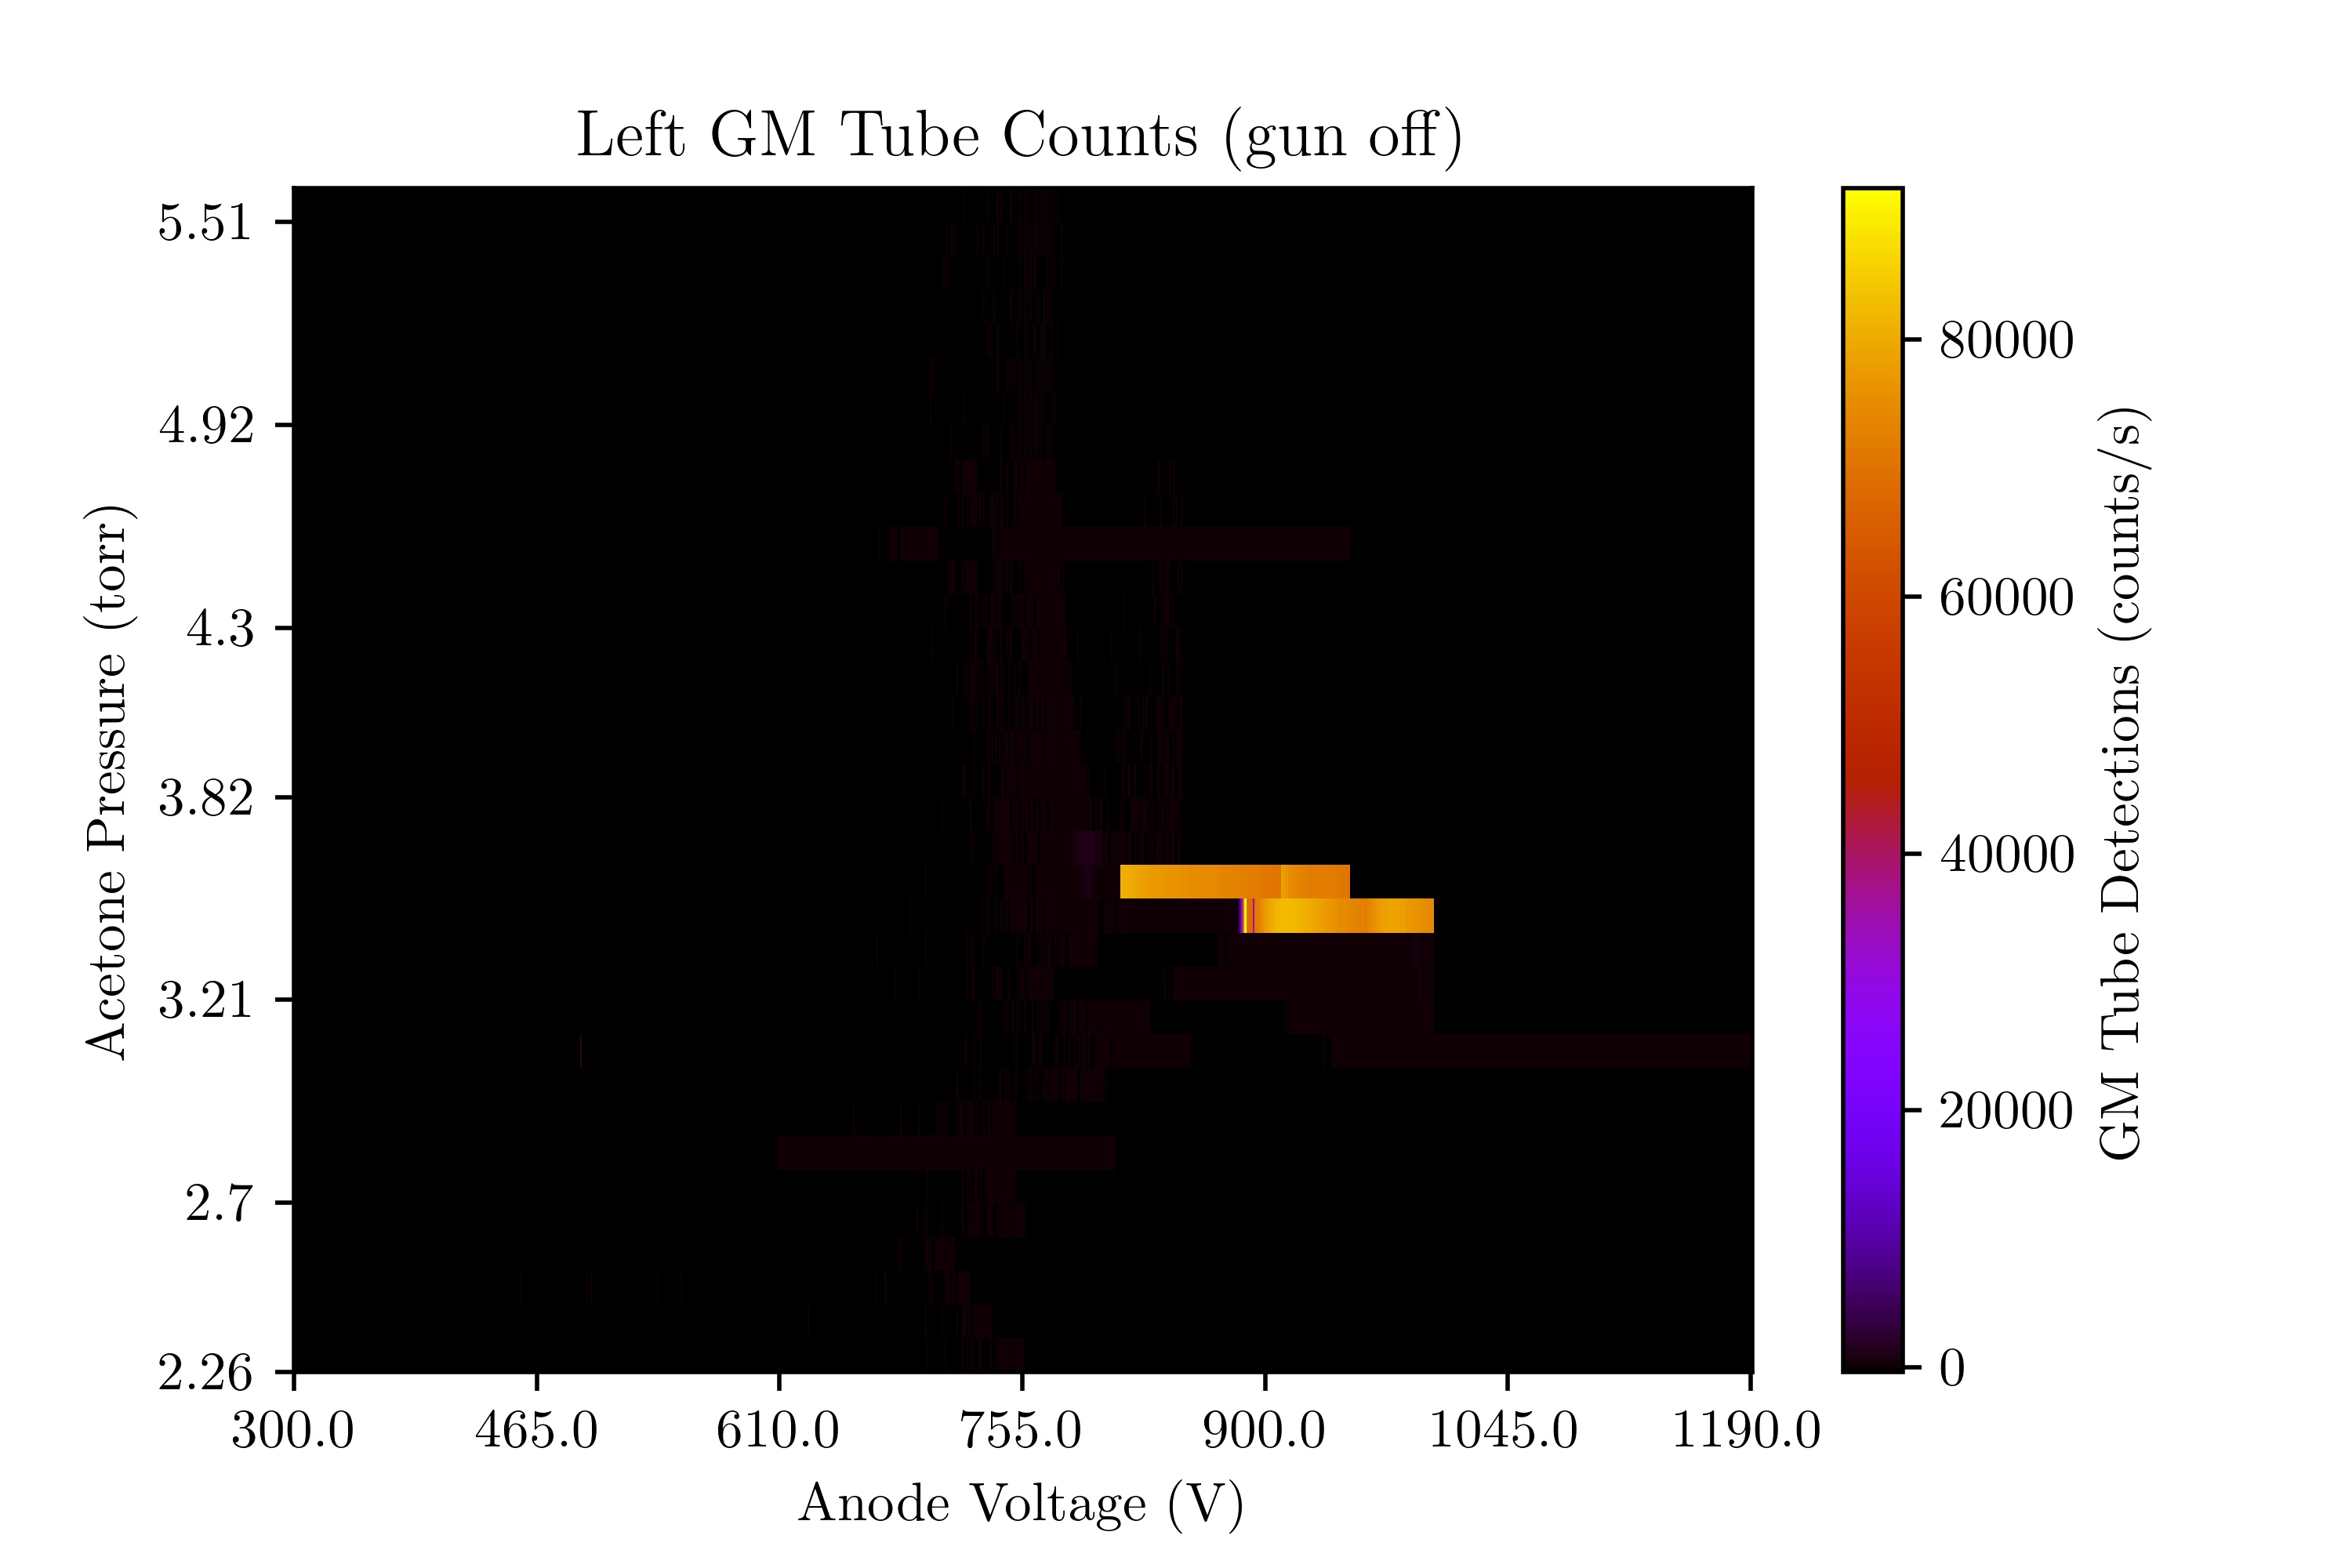 Left GM Tube Counts (gun off)
5.51
4.92
4.3
3.82
3.21
2.7
2.26
Acetone Pressure (torr)
300.0 465.0 610.0 755.0 900.0 1045.0 1190.0
Anode Voltage (V)
80000
60000
40000
20000
0
GM Tube Detections (counts/s)